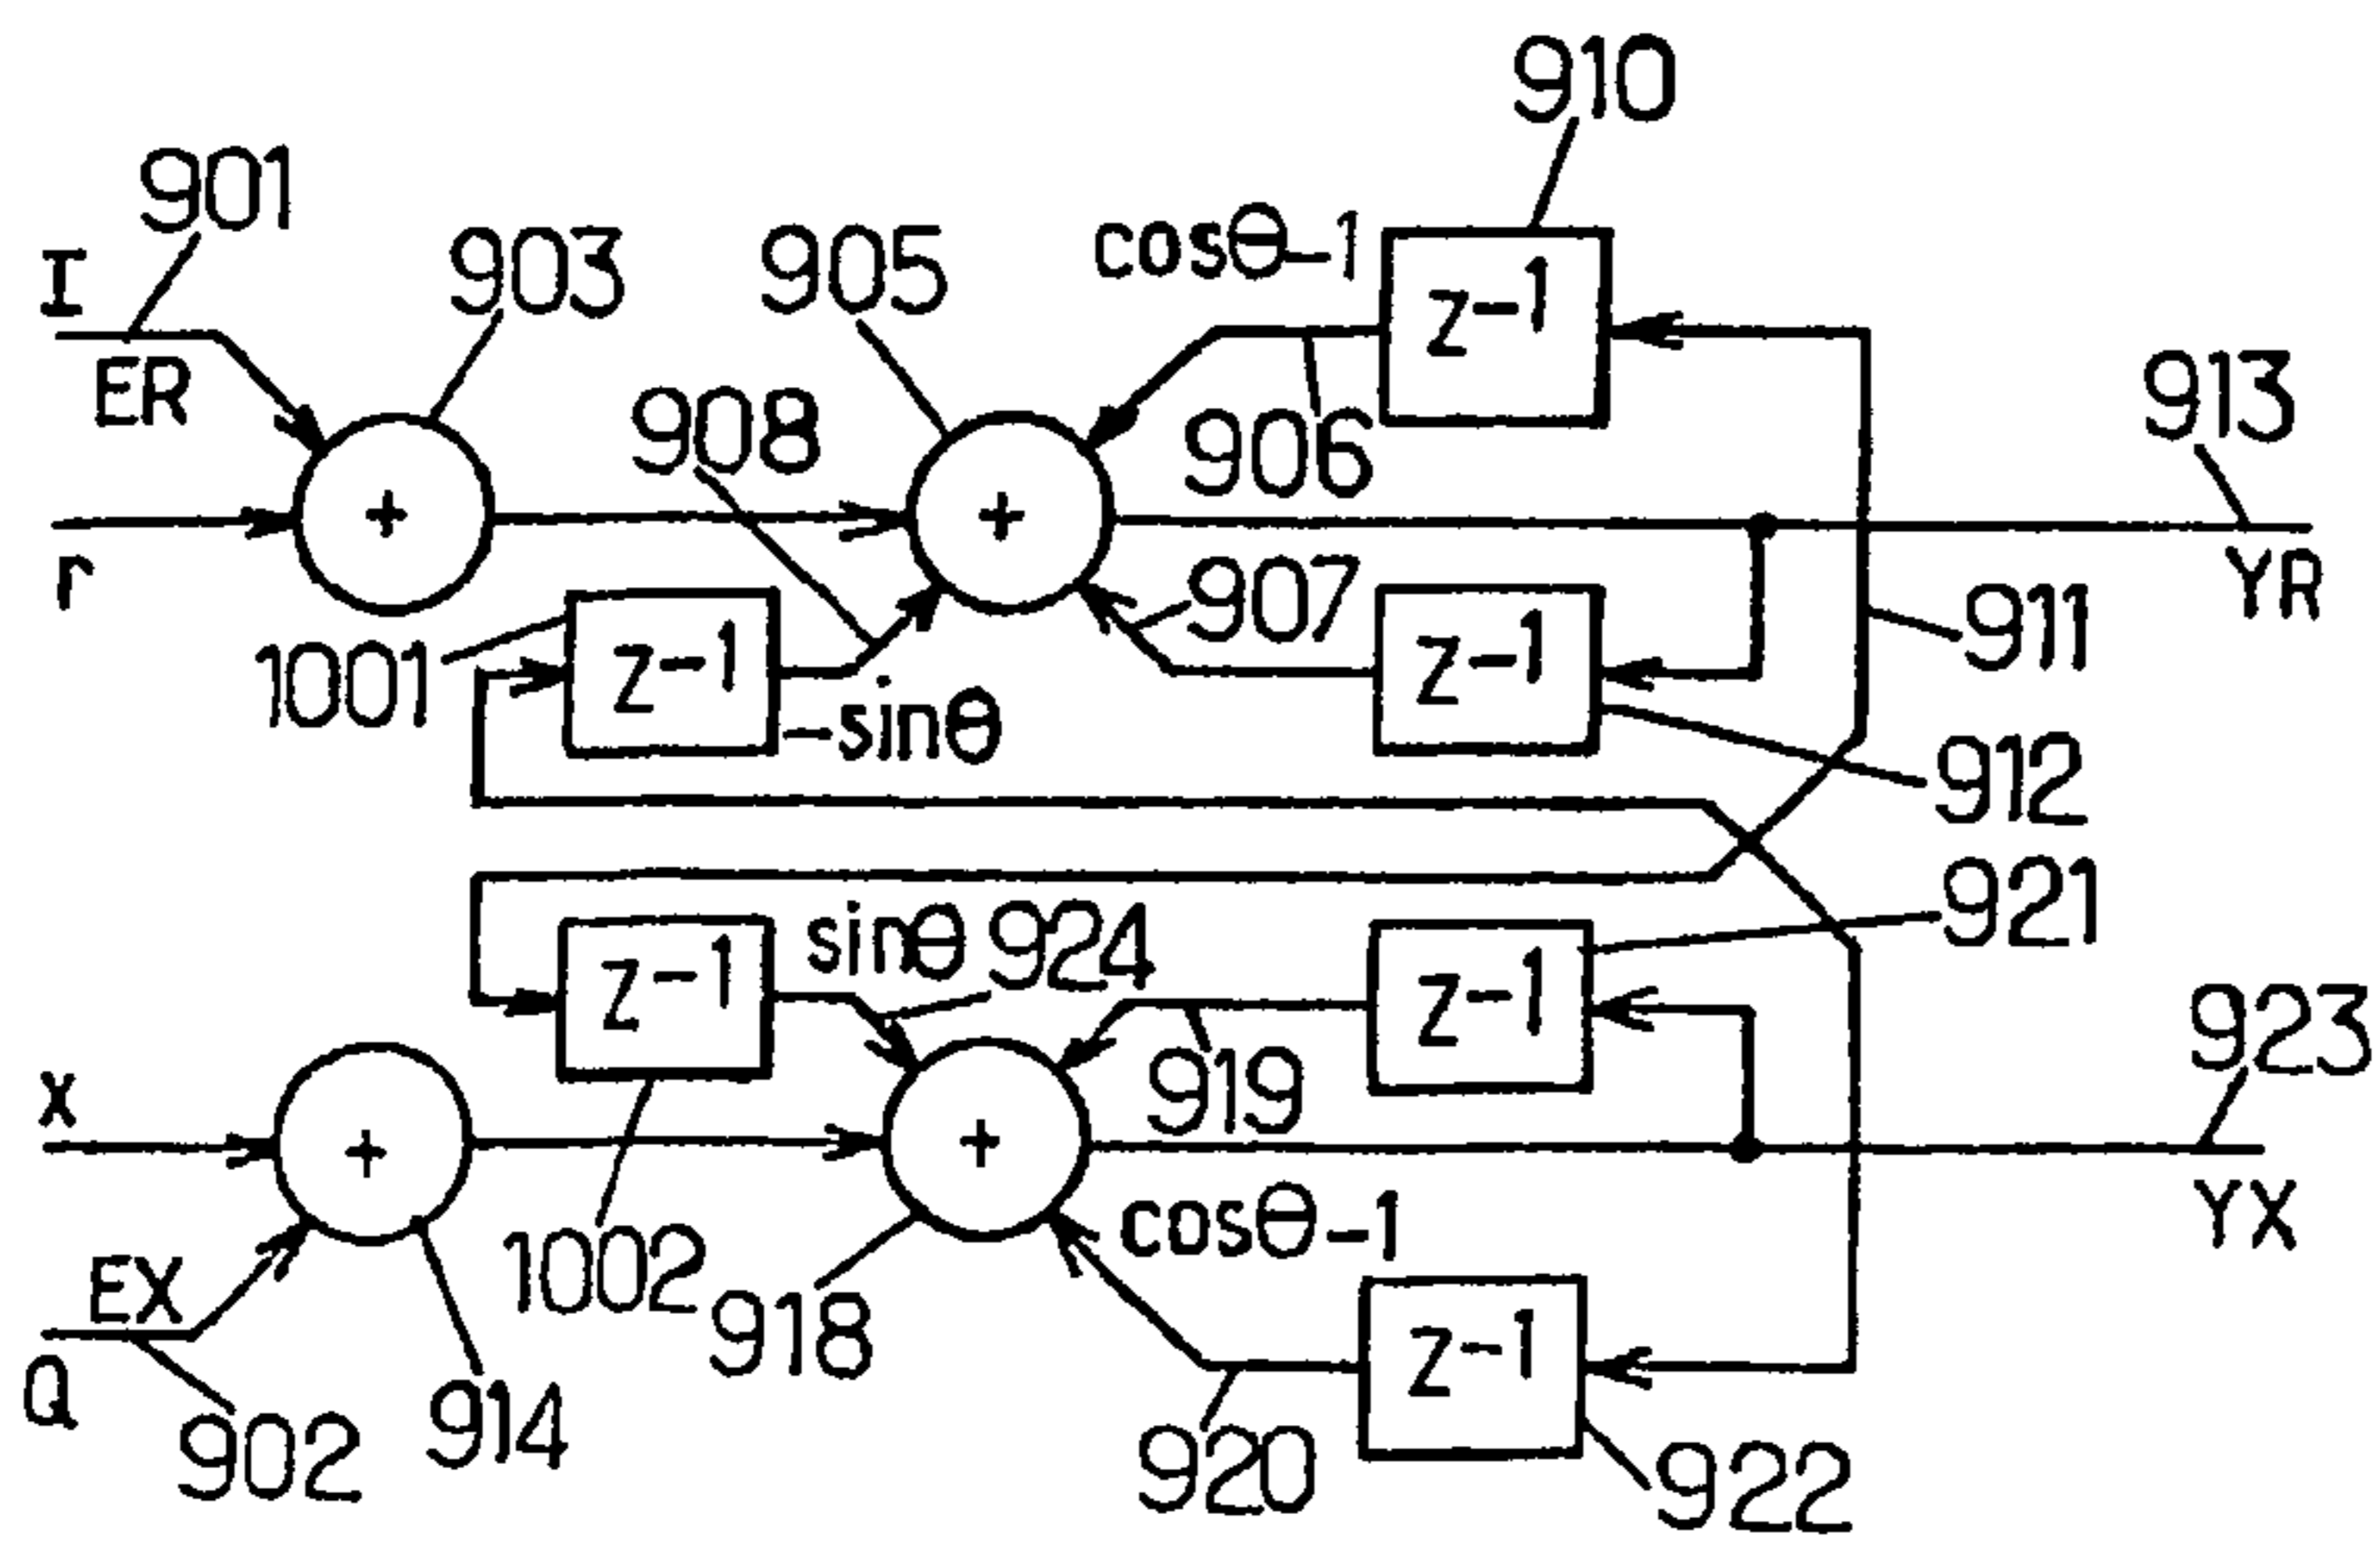 910
901
cosθ-1
903
905
I
z-1
913
ER
908
906
+
+
907
YR
r
911
1001
z-1
z-1
-sinθ
912
921
sinθ 924
z-1
z-1
923
919
x
+
+
YX
cosθ-1
EX
1002
918
z-1
Q
914
902
920
922